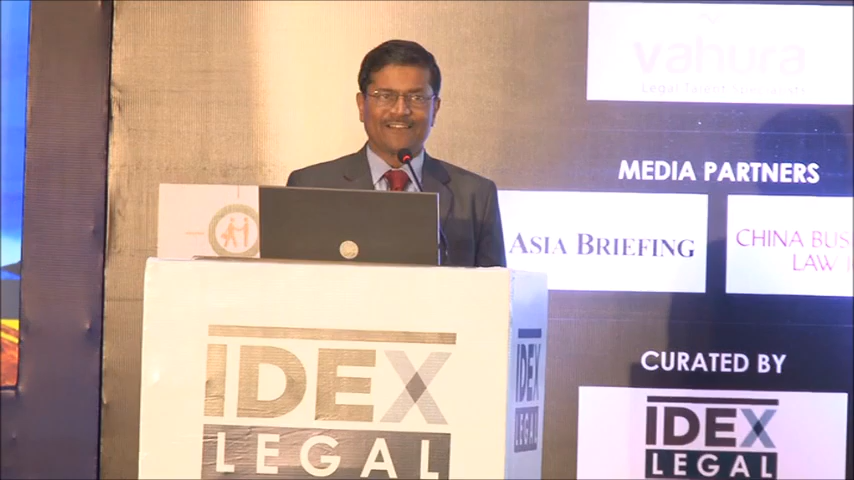 vahura
Legal Talent Specialists
MEDIA PARTNERS
ASIA BRIEFING
CHINA BUS
LAW
CURATED BY
IDEX
LEGAL
IDEX
LEGAL
IDEX
LEGAL